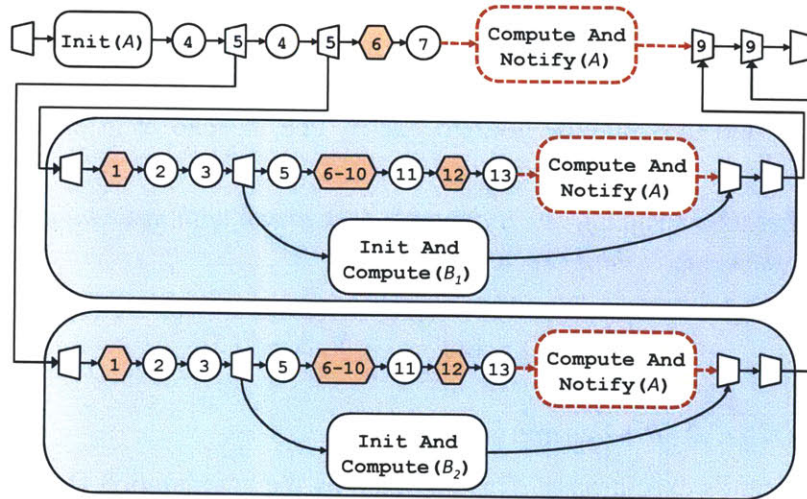 Init(A) 4 5 4 5 6 7 Compute And
Notify(A) 9 9
1 2 3 5 6-10 11 12 13 Compute And
Notify(A)
Init And
Compute(B₁)
1 2 3 5 6-10 11 12 13 Compute And
Notify(A)
Init And
Compute(B₂)